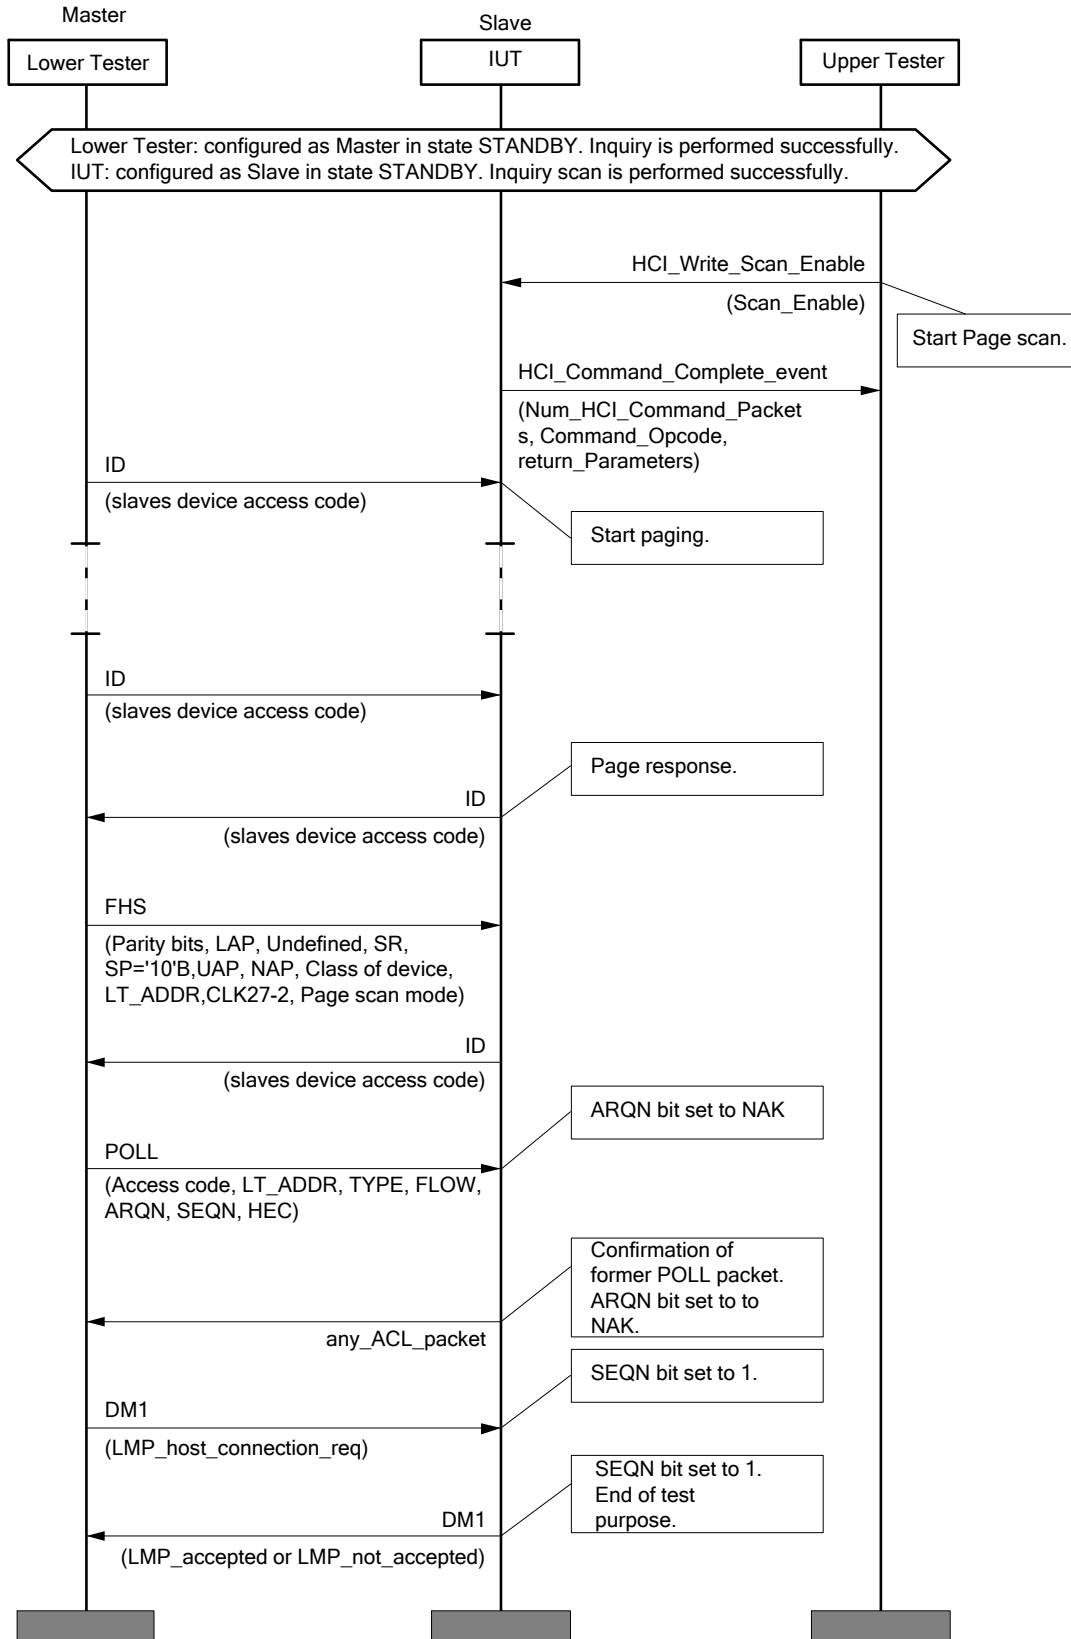 Master
Slave
Lower Tester
IUT
Upper Tester
Lower Tester: configured as Master in state STANDBY. Inquiry is performed successfully.
IUT: configured as Slave in state STANDBY. Inquiry scan is performed successfully.
HCI_Write_Scan_Enable
(Scan_Enable)
Start Page scan.
HCI_Command_Complete_event
(Num_HCI_Command_Packet
s, Command_Opcode,
return_Parameters)
ID
(slaves device access code)
Start paging.
ID
(slaves device access code)
Page response.
ID
(slaves device access code)
FHS
(Parity bits, LAP, Undefined, SR,
SP='10'B,UAP, NAP, Class of device,
LT_ADDR,CLK27-2, Page scan mode)
ID
(slaves device access code)
ARQN bit set to NAK
POLL
(Access code, LT_ADDR, TYPE, FLOW,
ARQN, SEQN, HEC)
Confirmation of
former POLL packet.
ARQN bit set to to
NAK.
any_ACL_packet
SEQN bit set to 1.
DM1
(LMP_host_connection_req)
SEQN bit set to 1.
End of test
purpose.
DM1
(LMP_accepted or LMP_not_accepted)